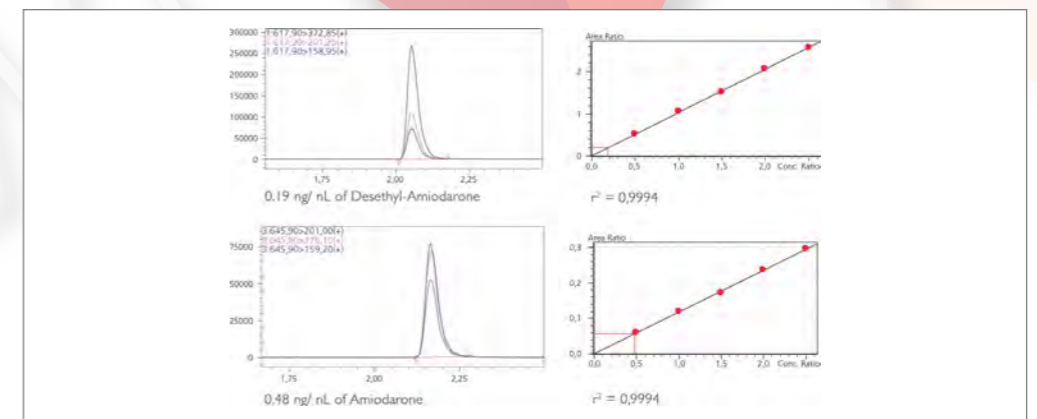 1:617,90>372,85(+)
1:617,90>201,25(+)
1:617,90>158,95(+)
300000
250000
200000
150000
100000
50000
0
1,75 2,00 2,25
0.19 ng/ nL of Desethyl-Amiodarone
Area Ratio
2
1
0
0,0 0,5 1,0 1,5 2,0 Conc. Ratio
r² = 0,9994
3:645,90>201,00(+)
3:645,90>159,20(+)
75000
50000
25000
0
1,75 2,00 2,25
0.48 ng/ nL of Amiodarone
Area Ratio
0,3
0,2
0,1
0,0
0,0 0,5 1,0 1,5 2,0 Conc. Ratio
r² = 0,9994